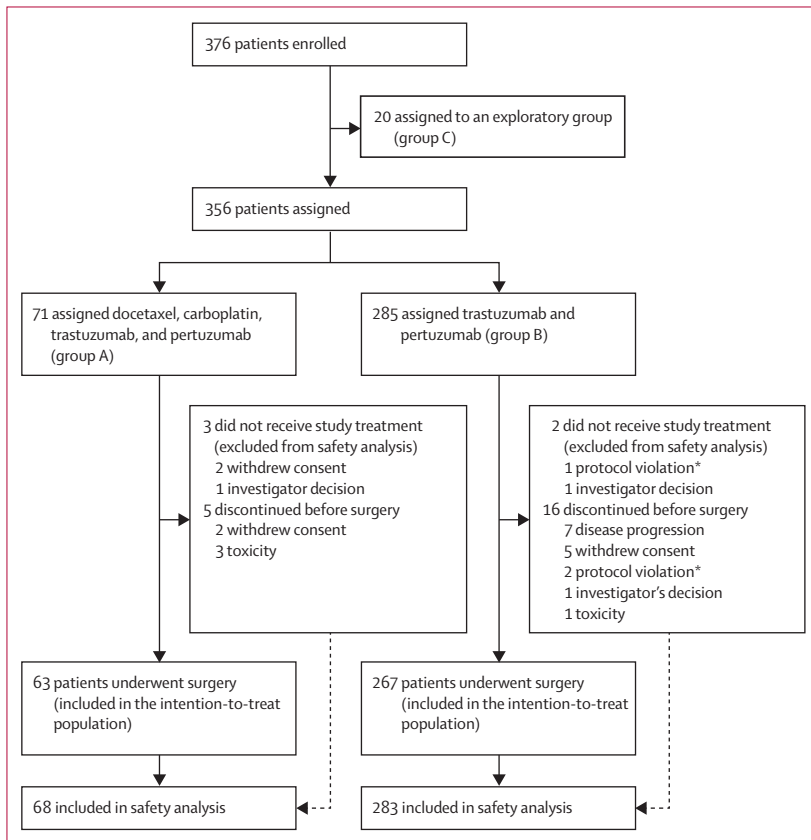 376 patients enrolled
20 assigned to an exploratory group
(group C)
356 patients assigned
71 assigned docetaxel, carboplatin,
trastuzumab, and pertuzumab
(group A)
285 assigned trastuzumab and
pertuzumab (group B)
3 did not receive study treatment
(excluded from safety analysis)
2 withdrew consent
1 investigator decision
5 discontinued before surgery
2 withdrew consent
3 toxicity
2 did not receive study treatment
(excluded from safety analysis)
1 protocol violation*
1 investigator decision
16 discontinued before surgery
7 disease progression
5 withdrew consent
2 protocol violation*
1 investigator’s decision
1 toxicity
63 patients underwent surgery
(included in the intention-to-treat
population)
267 patients underwent surgery
(included in the intention-to-treat
population)
68 included in safety analysis
283 included in safety analysis